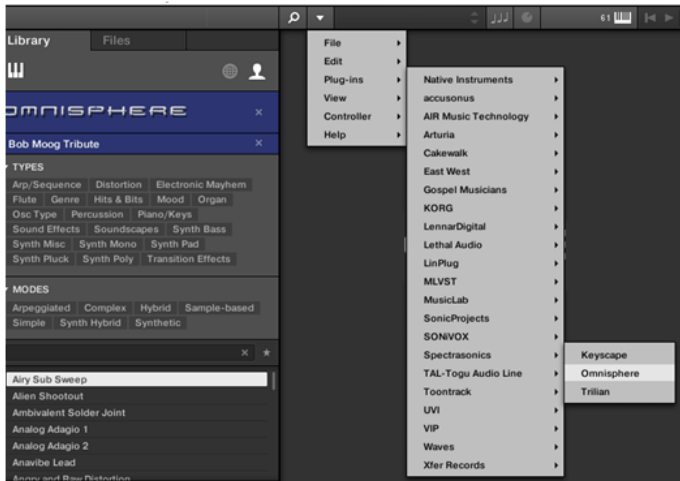 61
Library Files
OMNISPHERE
Bob Moog Tribute
TYPES
Arp/Sequence Distortion Electronic Mayhem
Flute Genre Hits & Bits Mood Organ
Osc Type Percussion Piano/Keys
Sound Effects Soundscapes Synth Bass
Synth Misc Synth Mono Synth Pad
Synth Pluck Synth Poly Transition Effects
MODES
Arpeggiated Complex Hybrid Sample-based
Simple Synth Hybrid Synthetic
Airy Sub Sweep
Alien Shootout
Ambivalent Solder Joint
Analog Adagio 1
Analog Adagio 2
Anavibe Lead
Angry and Raw Distortion
File
Edit
Plug-ins
View
Controller
Help
Native Instruments
accusonus
AIR Music Technology
Arturia
Cakewalk
East West
Gospel Musicians
KORG
LennarDigital
Lethal Audio
LinPlug
MLVST
MusicLab
SonicProjects
SONiVOX
Spectrasonics
TAL-Togu Audio Line
Toontrack
UVI
VIP
Waves
Xfer Records
Keyscape
Omnisphere
Trilian